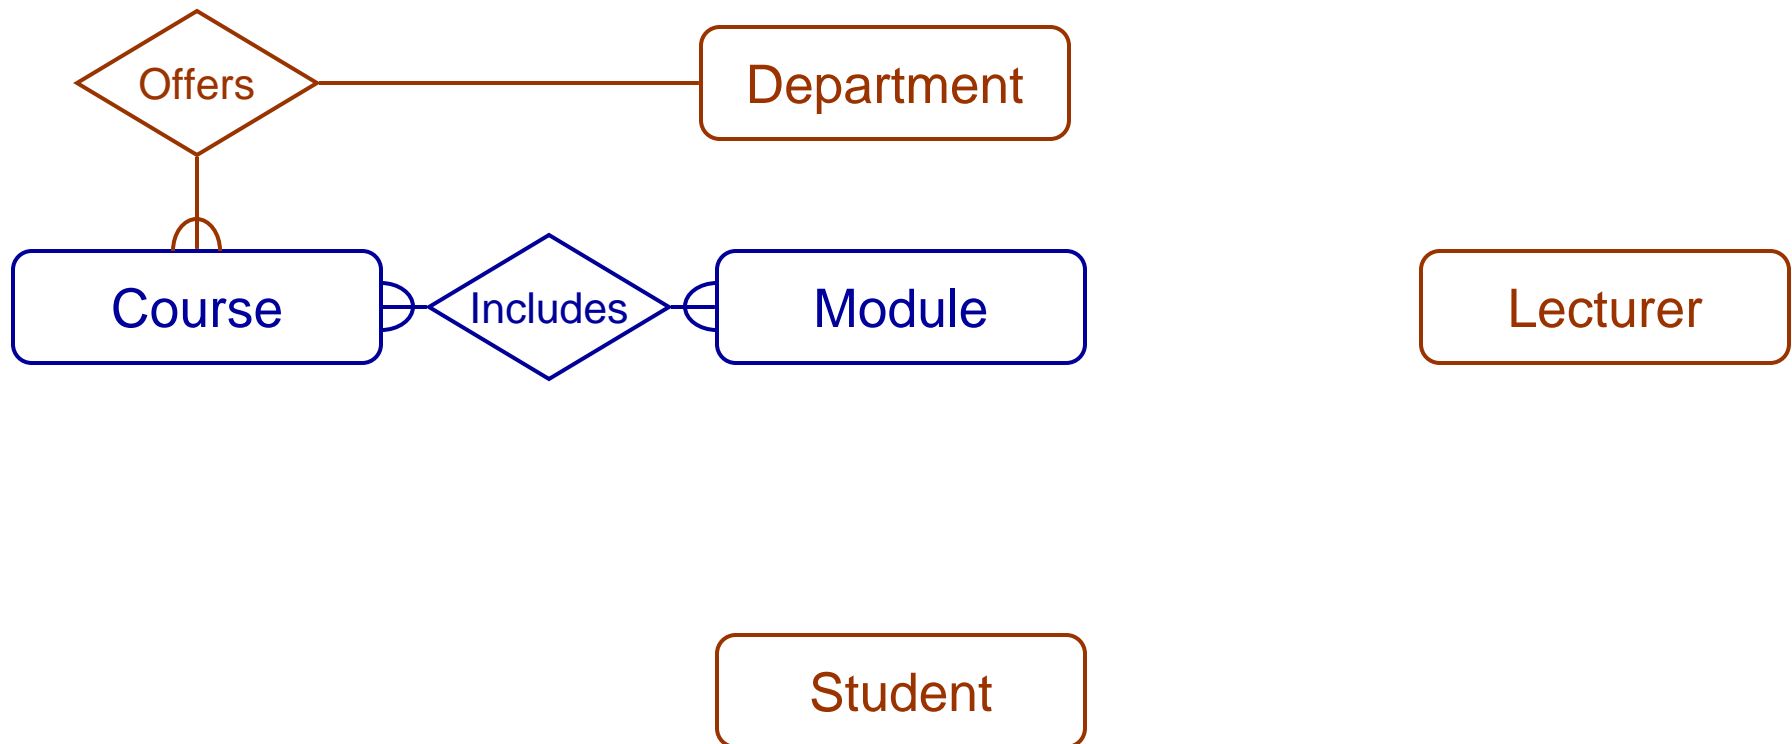 Offers
Department
Course
Includes
Module
Lecturer
Student